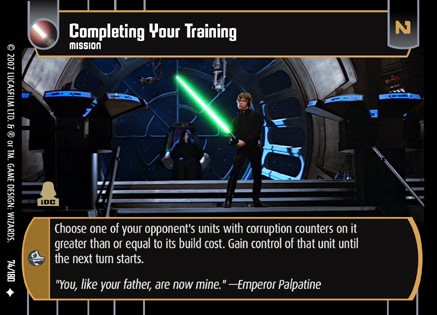 Completing Your Training
MISSION
N
© 2007 LUCASFILM LTD. & ® or TM. GAME DESIGN: WIZARDS.
74/180
IDC
Choose one of your opponent's units with corruption counters on it
greater than or equal to its build cost. Gain control of that unit until
the next turn starts.
"You, like your father, are now mine." —Emperor Palpatine